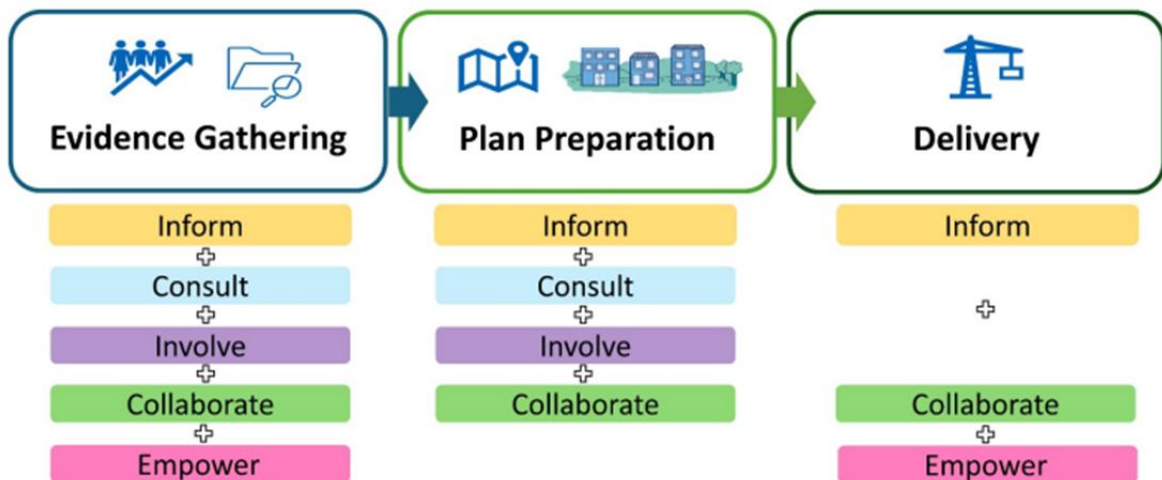 Evidence Gathering
Plan Preparation
Delivery
Inform
Consult
Involve
Collaborate
Empower
Inform
Consult
Involve
Collaborate
Inform
Collaborate
Empower